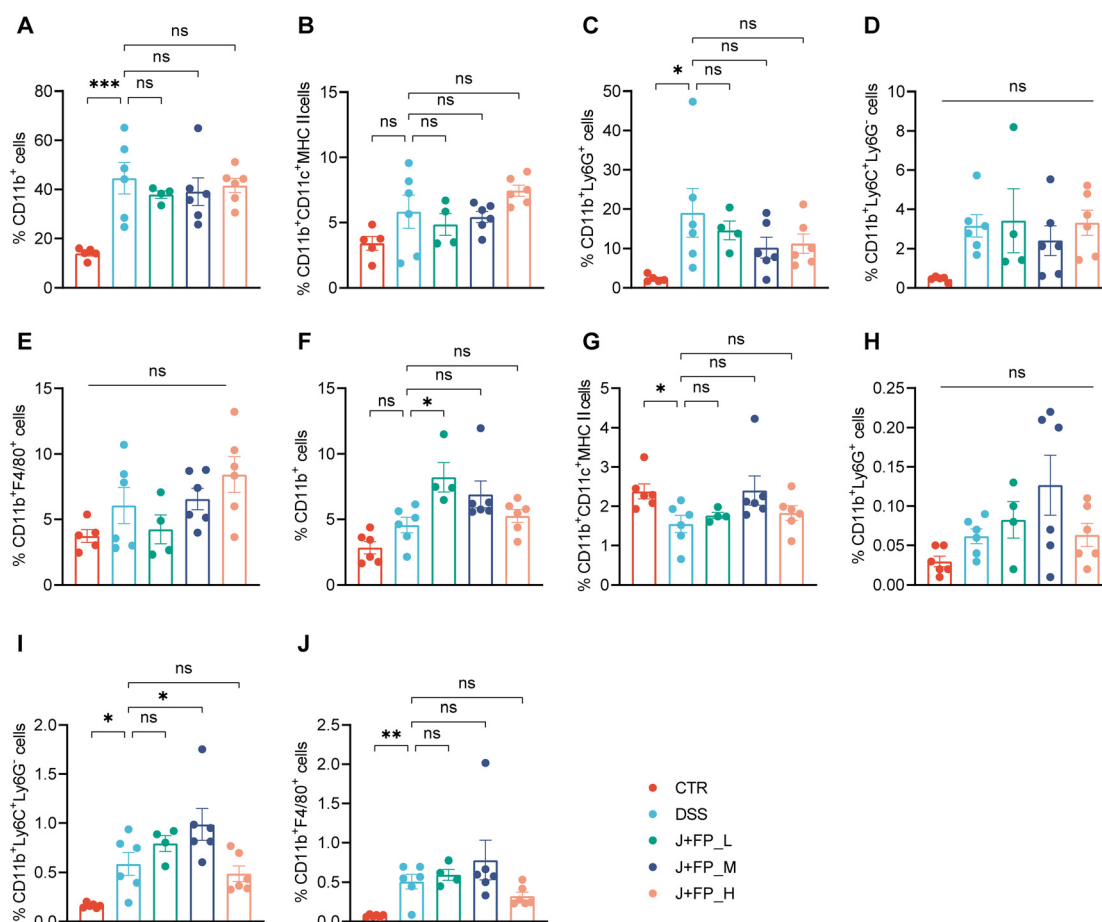 A
ns
ns
*** ns
% CD11b⁺ cells
80
60
40
20
0
B
ns
ns
ns ns
% CD11b⁺CD11c⁺MHC II cells
15
10
5
0
C
ns
ns
* ns
% CD11b⁺Ly6G⁺ cells
50
40
30
20
10
0
D
ns
% CD11b⁺Ly6C⁺Ly6G⁻ cells
10
8
6
4
2
0
E
ns
% CD11b⁺F4/80⁺ cells
15
10
5
0
F
ns
ns
ns *
% CD11b⁺ cells
15
10
5
0
G
ns
ns
* ns
% CD11b⁺CD11c⁺MHC II cells
5
4
3
2
1
0
H
ns
% CD11b⁺Ly6G⁺ cells
0.25
0.20
0.15
0.10
0.05
0.00
I
ns
*
* ns
% CD11b⁺Ly6C⁺Ly6G⁻ cells
2.0
1.5
1.0
0.5
0.0
J
ns
ns
** ns
% CD11b⁺F4/80⁺ cells
2.5
2.0
1.5
1.0
0.5
0.0
CTR
DSS
J+FP_L
J+FP_M
J+FP_H